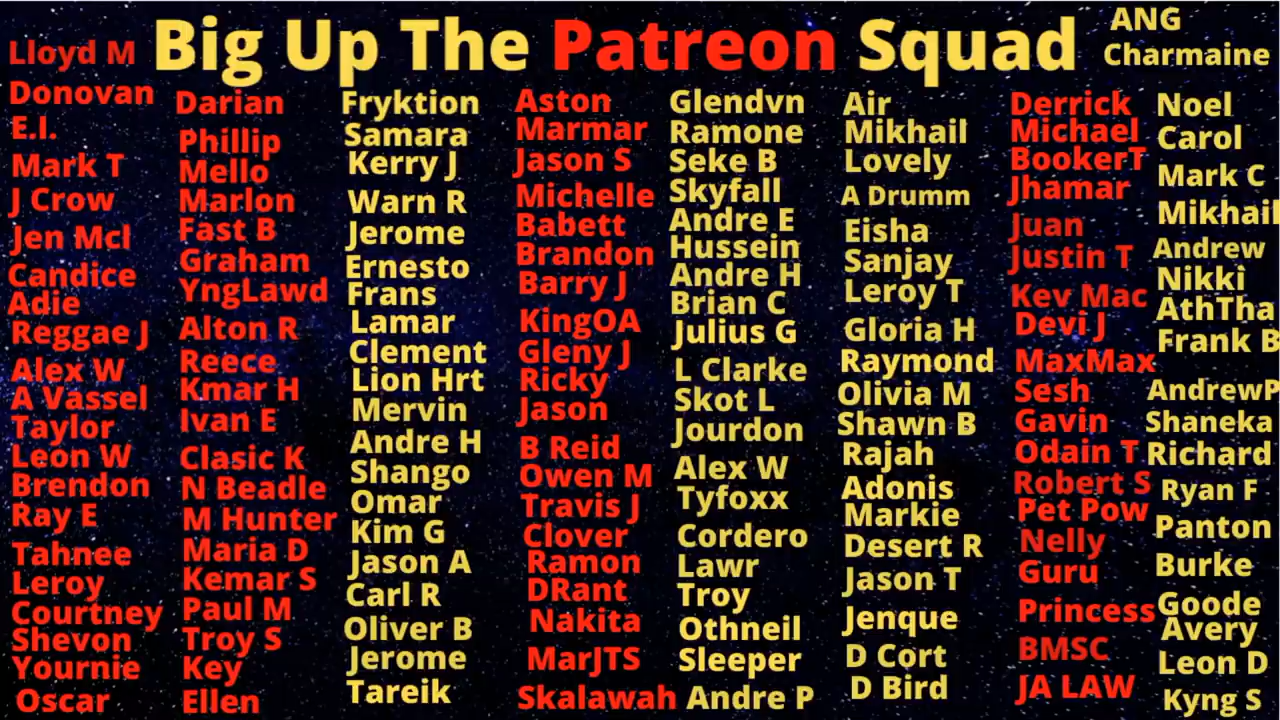 Big Up The Patreon Squad
Lloyd M
Donovan
E.I.
Mark T
J Crow
Jen Mcl
Candice
Adie
Reggae J
Alex W
A Vassel
Taylor
Leon W
Brendon
Ray E
Tahnee
Leroy
Courtney
Shevon
Yournie
Oscar
Darian
Phillip
Mello
Marlon
Fast B
Graham
YngLawd
Alton R
Reece
Kmar H
Ivan E
Clasic K
N Beadle
M Hunter
Maria D
Kemar S
Paul M
Troy S
Key
Ellen
Fryktion
Samara
Kerry J
Warn R
Jerome
Ernesto
Frans
Lamar
Clement
Lion Hrt
Mervin
Andre H
Shango
Omar
Kim G
Jason A
Carl R
Oliver B
Jerome
Tareik
Aston
Marmar
Jason S
Michelle
Babett
Brandon
Barry J
KingOA
Gleny J
Ricky
Jason
B Reid
Owen M
Travis J
Clover
Ramon
DRant
Nakita
MarJTS
Skalawah
Glendvn
Ramone
Seke B
Skyfall
Andre E
Hussein
Andre H
Brian C
Julius G
L Clarke
Skot L
Jourdon
Alex W
Tyfoxx
Cordero
Lawr
Troy
Othneil
Sleeper
Andre P
Air
Mikhail
Lovely
A Drumm
Eisha
Sanjay
Leroy T
Gloria H
Raymond
Olivia M
Shawn B
Rajah
Adonis
Markie
Desert R
Jason T
Jenque
D Cort
D Bird
Derrick
Michael
BookerT
Jhamar
Juan
Justin T
Kev Mac
Devi J
MaxMax
Sesh
Gavin
Odain T
Robert S
Pet Pow
Nelly
Guru
Princess
BMSC
JA LAW
ANG
Charmaine
Noel
Carol
Mark C
Mikhail
Andrew
Nikki
AthTha
Frank B
AndrewP
Shaneka
Richard
Ryan F
Panton
Burke
Goode
Avery
Leon D
Kyng S